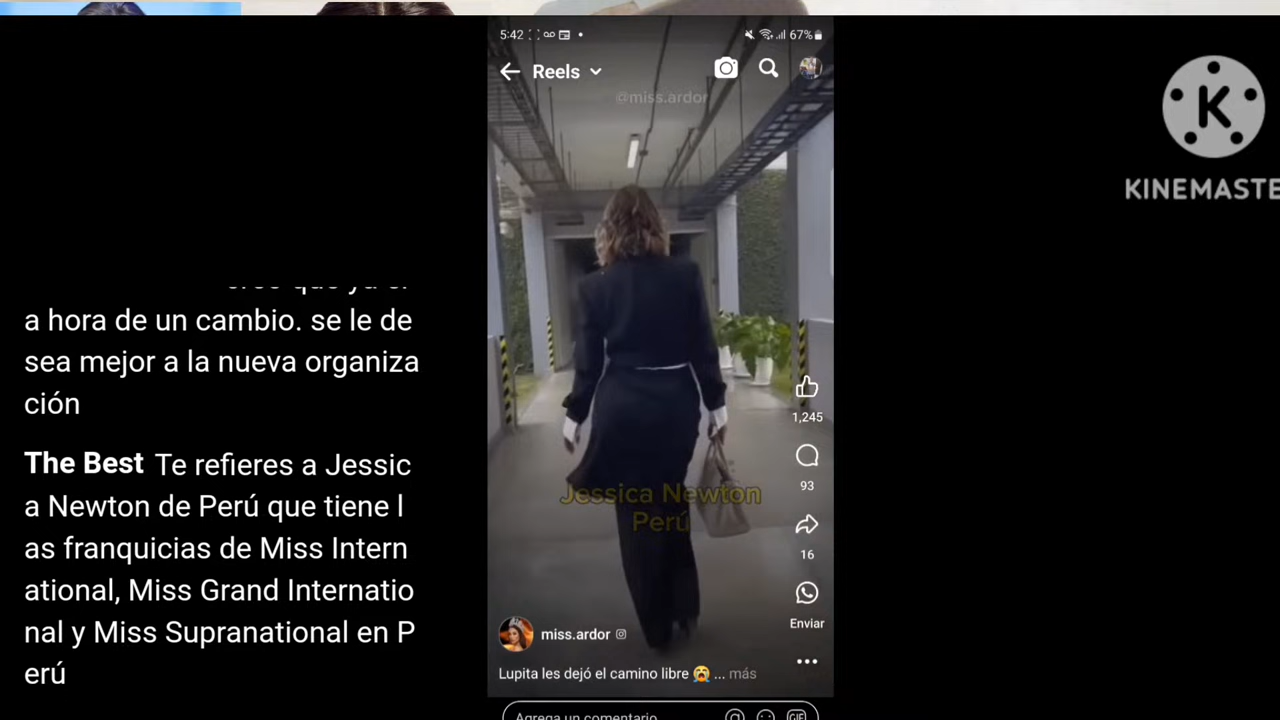 a hora de un cambio. se le de
sea mejor a la nueva organiza
ción
The Best Te refieres a Jessic
a Newton de Perú que tiene l
as franquicias de Miss Intern
ational, Miss Grand Internatio
nal y Miss Supranational en P
erú
5:42
67%
Reels
@miss.ardor
1,245
93
16
Enviar
Jessica Newton
Perú
miss.ardor
Lupita les dejó el camino libre 😭 ... más
Agrega un comentario
GIF
K
KINEMASTE